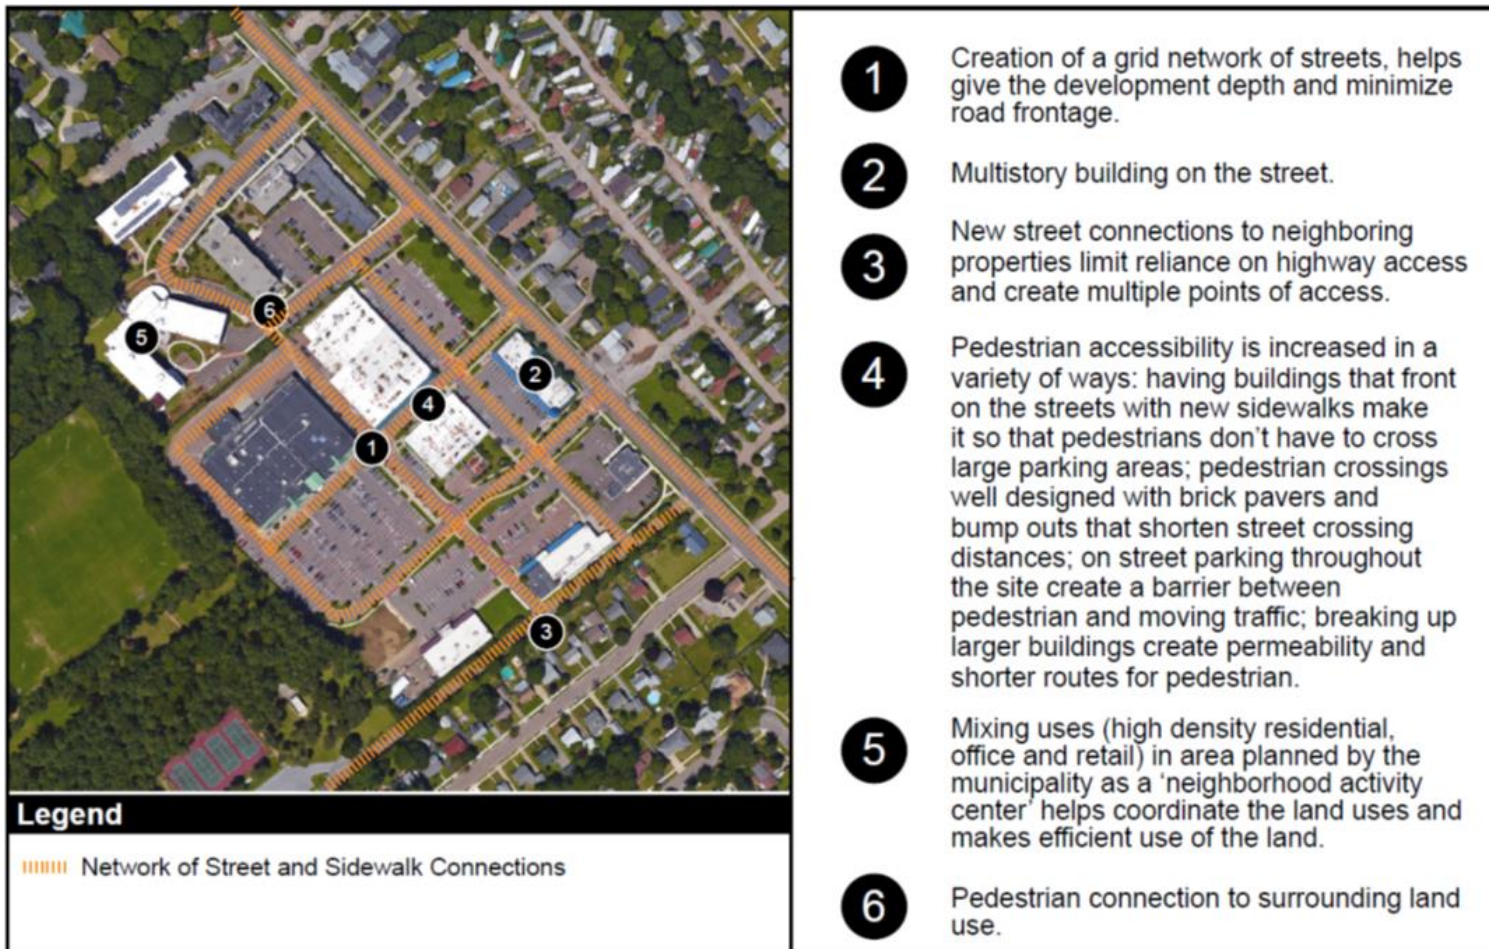 1
2
3
4
5
6
Legend
Network of Street and Sidewalk Connections
1
Creation of a grid network of streets, helps
give the development depth and minimize
road frontage.
2
Multistory building on the street.
3
New street connections to neighboring
properties limit reliance on highway access
and create multiple points of access.
4
Pedestrian accessibility is increased in a
variety of ways: having buildings that front
on the streets with new sidewalks make
it so that pedestrians don't have to cross
large parking areas; pedestrian crossings
well designed with brick pavers and
bump outs that shorten street crossing
distances; on street parking throughout
the site create a barrier between
pedestrian and moving traffic; breaking up
larger buildings create permeability and
shorter routes for pedestrian.
5
Mixing uses (high density residential,
office and retail) in area planned by the
municipality as a 'neighborhood activity
center' helps coordinate the land uses and
makes efficient use of the land.
6
Pedestrian connection to surrounding land
use.